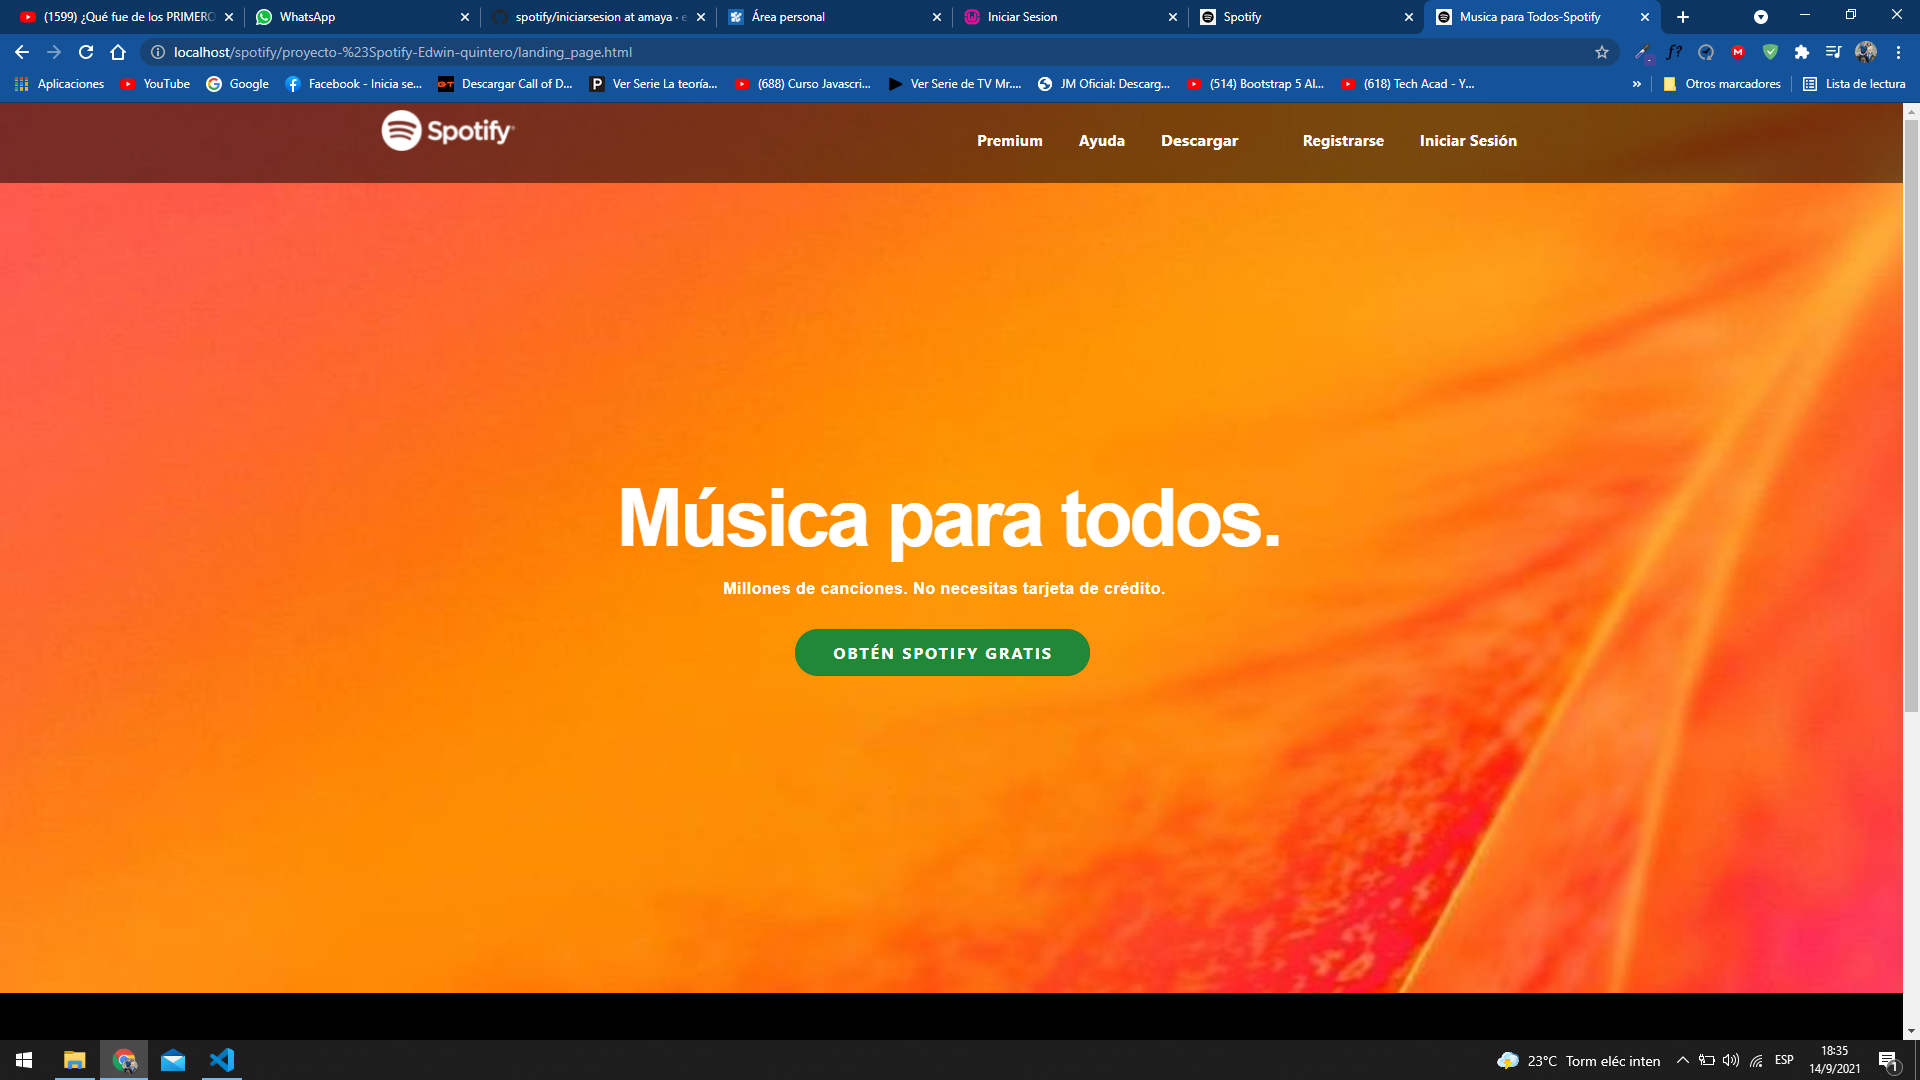 (1599) ¿Qué fue de los PRIMERO
WhatsApp
spotify/iniciarsesion at amaya · e
Área personal
Iniciar Sesion
Spotify
Musica para Todos-Spotify
localhost/spotify/proyecto-%23Spotify-Edwin-quintero/landing_page.html
Aplicaciones
YouTube
Google
Facebook - Inicia se...
Descargar Call of D...
Ver Serie La teoría...
(688) Curso Javascri...
Ver Serie de TV Mr....
JM Oficial: Descarg...
(514) Bootstrap 5 Al...
(618) Tech Acad - Y...
»
Otros marcadores
Lista de lectura
Spotify
Premium
Ayuda
Descargar
Registrarse
Iniciar Sesión
Música para todos.
Millones de canciones. No necesitas tarjeta de crédito.
OBTÉN SPOTIFY GRATIS
23°C Torm eléc inten
ESP
18:35
14/9/2021
1